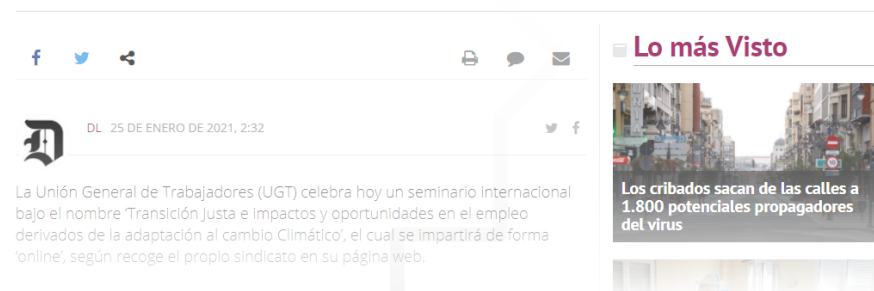 Lo más Visto
DL 25 DE ENERO DE 2021, 2:32
La Unión General de Trabajadores (UGT) celebra hoy un seminario internacional
bajo el nombre ‘Transición Justa e impactos y oportunidades en el empleo
derivados de la adaptación al cambio Climático’, el cual se impartirá de forma
‘online’, según recoge el propio sindicato en su página web.
Los cribados sacan de las calles a
1.800 potenciales propagadores
del virus